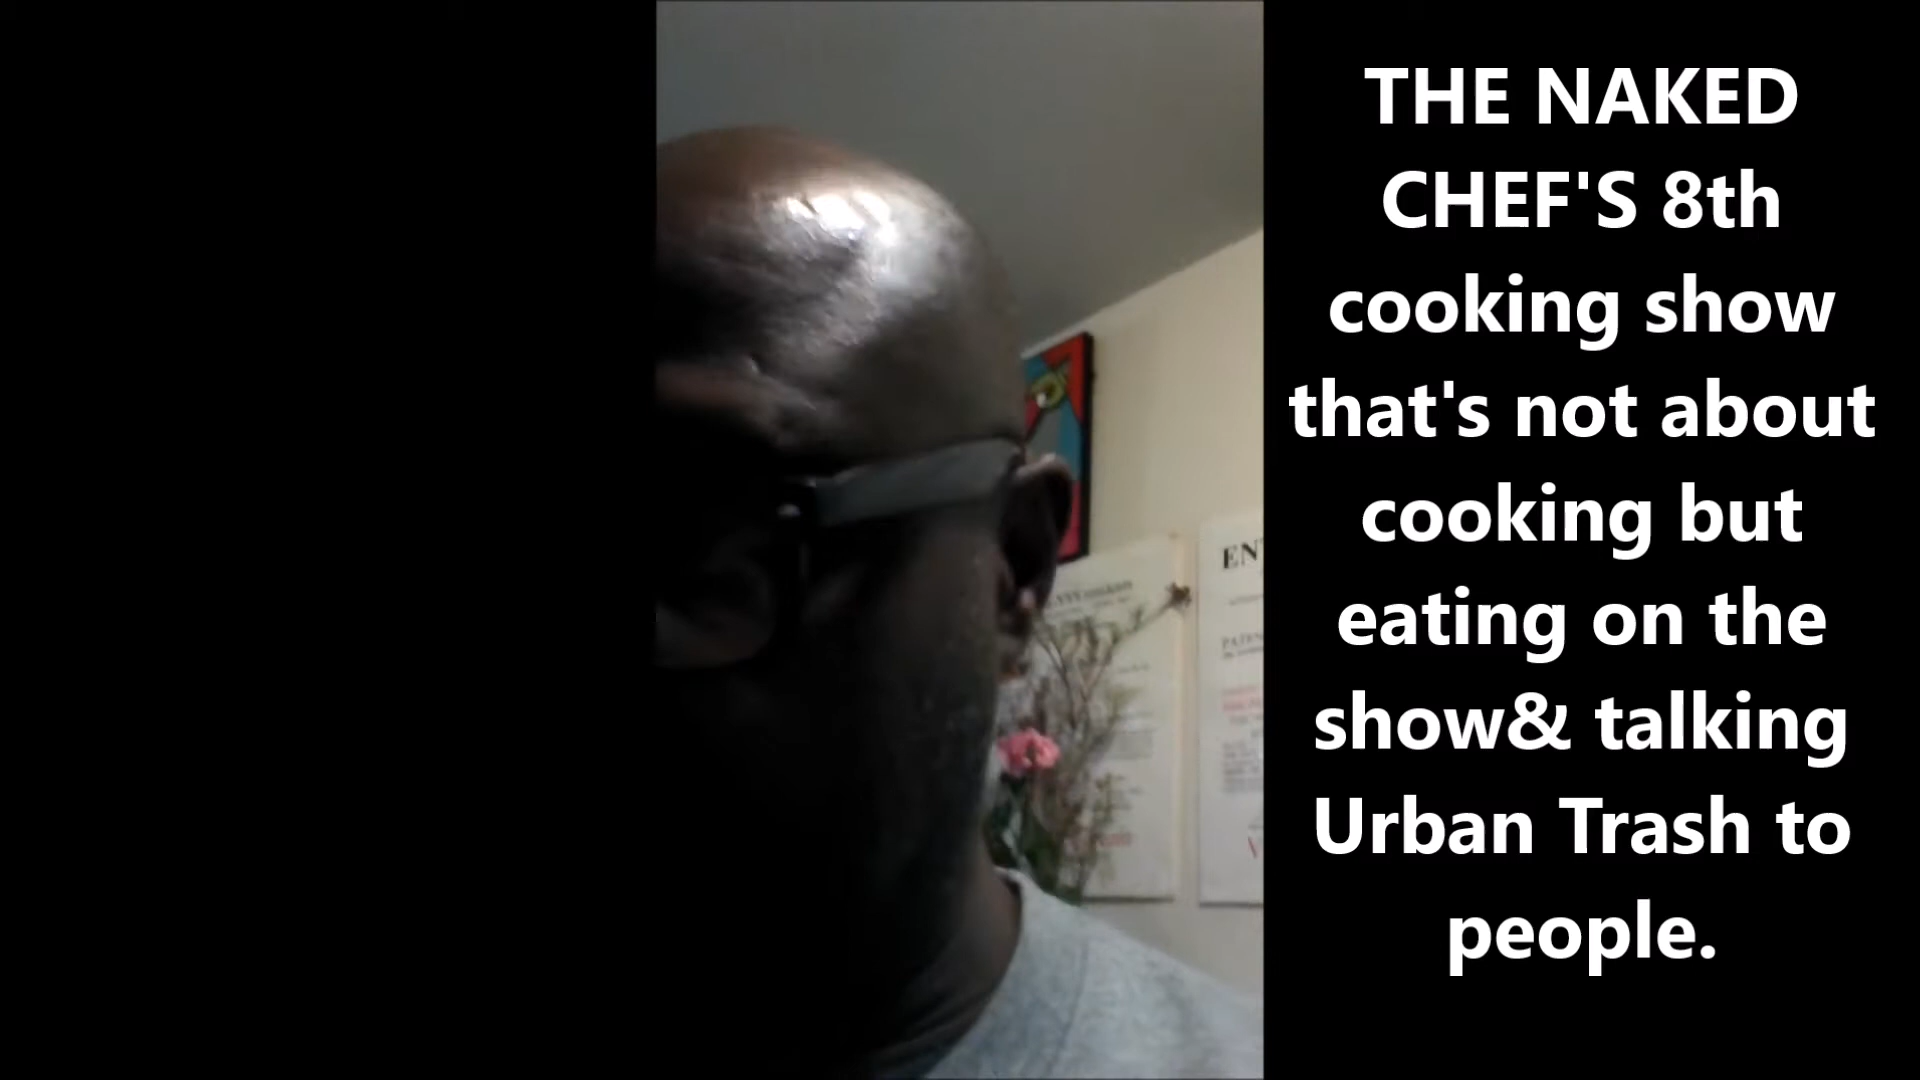 THE NAKED
CHEF'S 8th
cooking show
that's not about
cooking but
eating on the
show& talking
Urban Trash to
people.
EN